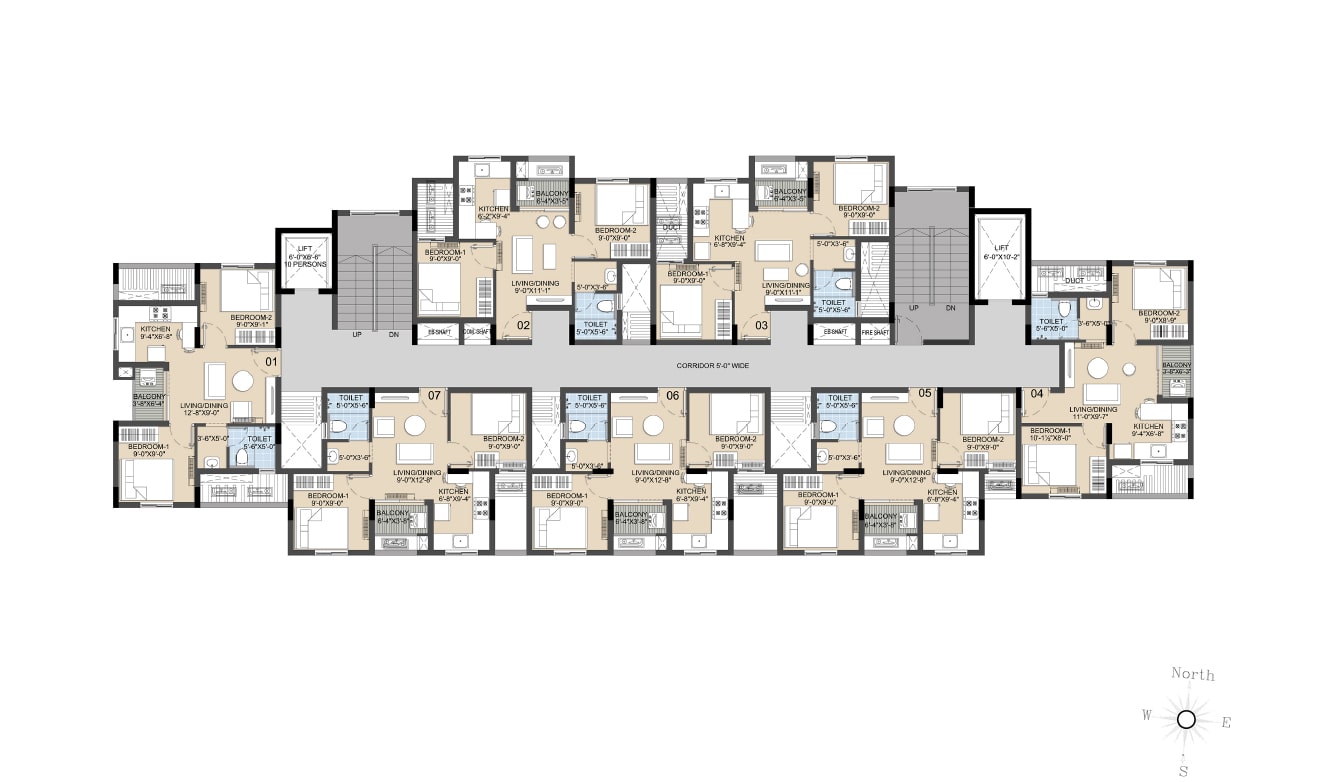 LIFT
6'-0"X6'-6"
10 PERSONS
UP
DN
KITCHEN
6'-2"X9'-4"
BALCONY
6'-4"X3'-5"
BEDROOM-2
9'-0"X9'-0"
BEDROOM-1
9'-0"X9'-0"
LIVING/DINING
9'-0"X11'-1"
5'-0"X3'-6"
TOILET
5'-0"X5'-6"
02
EB SHAFT
COM. SHAFT
DUCT
KITCHEN
6'-8"X9'-4"
BALCONY
6'-4"X3'-5"
BEDROOM-2
9'-0"X9'-0"
BEDROOM-1
9'-0"X9'-0"
LIVING/DINING
9'-0"X11'-1"
5'-0"X3'-6"
TOILET
5'-0"X5'-6"
03
EB SHAFT
FIRE SHAFT
UP
DN
LIFT
6'-0"X10'-2"
BEDROOM-2
9'-0"X9'-1"
KITCHEN
9'-4"X6'-8"
01
BALCONY
3'-8"X6'-4"
LIVING/DINING
12'-8"X9'-0"
3'-6"X5'-0"
TOILET
5'-6"X5'-0"
BEDROOM-1
9'-0"X9'-0"
CORRIDOR 5'-0" WIDE
DUCT
TOILET
5'-6"X5'-0"
3'-6"X5'-0"
BEDROOM-2
9'-0"X8'-9"
BALCONY
3'-8"X6'-3"
04
LIVING/DINING
11'-0"X9'-7"
KITCHEN
9'-4"X6'-8"
BEDROOM-1
10'-1½"X8'-0"
TOILET
5'-0"X5'-6"
07
BEDROOM-2
9'-0"X9'-0"
5'-0"X3'-6"
LIVING/DINING
9'-0"X12'-8"
BEDROOM-1
9'-0"X9'-0"
KITCHEN
6'-8"X9'-4"
BALCONY
6'-4"X3'-8"
TOILET
5'-0"X5'-6"
06
BEDROOM-2
9'-0"X9'-0"
5'-0"X3'-6"
LIVING/DINING
9'-0"X12'-8"
BEDROOM-1
9'-0"X9'-0"
KITCHEN
6'-8"X9'-4"
BALCONY
6'-4"X3'-8"
TOILET
5'-0"X5'-6"
05
BEDROOM-2
9'-0"X9'-0"
5'-0"X3'-6"
LIVING/DINING
9'-0"X12'-8"
BEDROOM-1
9'-0"X9'-0"
KITCHEN
6'-8"X9'-4"
BALCONY
6'-4"X3'-8"
North
W
E
S